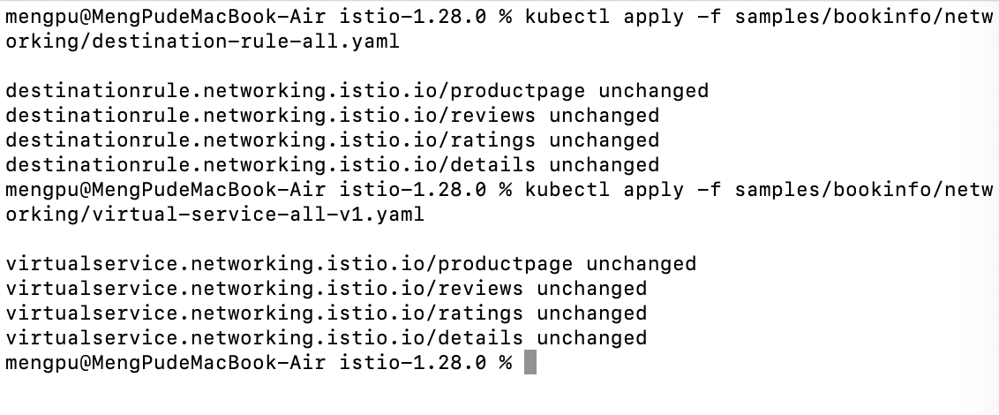 mengpu@MengPudeMacBook-Air istio-1.28.0 % kubectl apply -f samples/bookinfo/netw
orking/destination-rule-all.yaml
destinationrule.networking.istio.io/productpage unchanged
destinationrule.networking.istio.io/reviews unchanged
destinationrule.networking.istio.io/ratings unchanged
destinationrule.networking.istio.io/details unchanged
mengpu@MengPudeMacBook-Air istio-1.28.0 % kubectl apply -f samples/bookinfo/netw
orking/virtual-service-all-v1.yaml
virtualservice.networking.istio.io/productpage unchanged
virtualservice.networking.istio.io/reviews unchanged
virtualservice.networking.istio.io/ratings unchanged
virtualservice.networking.istio.io/details unchanged
mengpu@MengPudeMacBook-Air istio-1.28.0 %